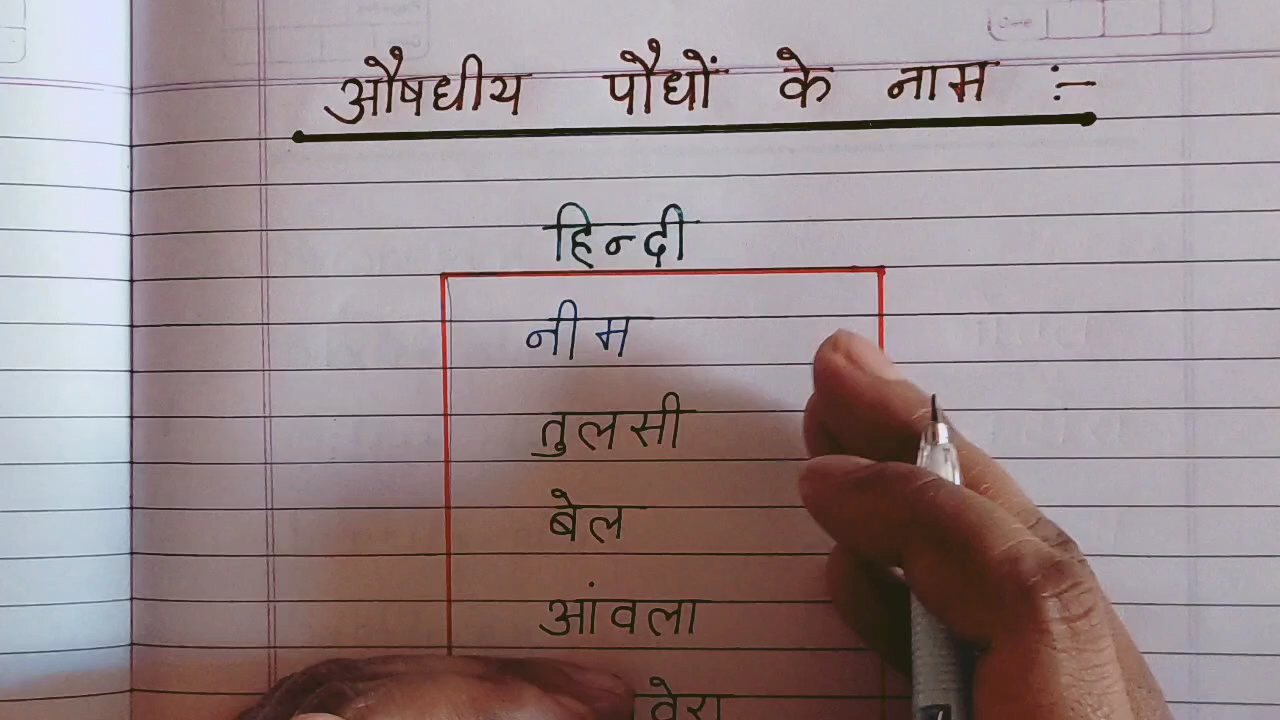 औषधीय पौधों के नाम :-
हिन्दी
नीम
तुलसी
बेल
आंवला
वेरा